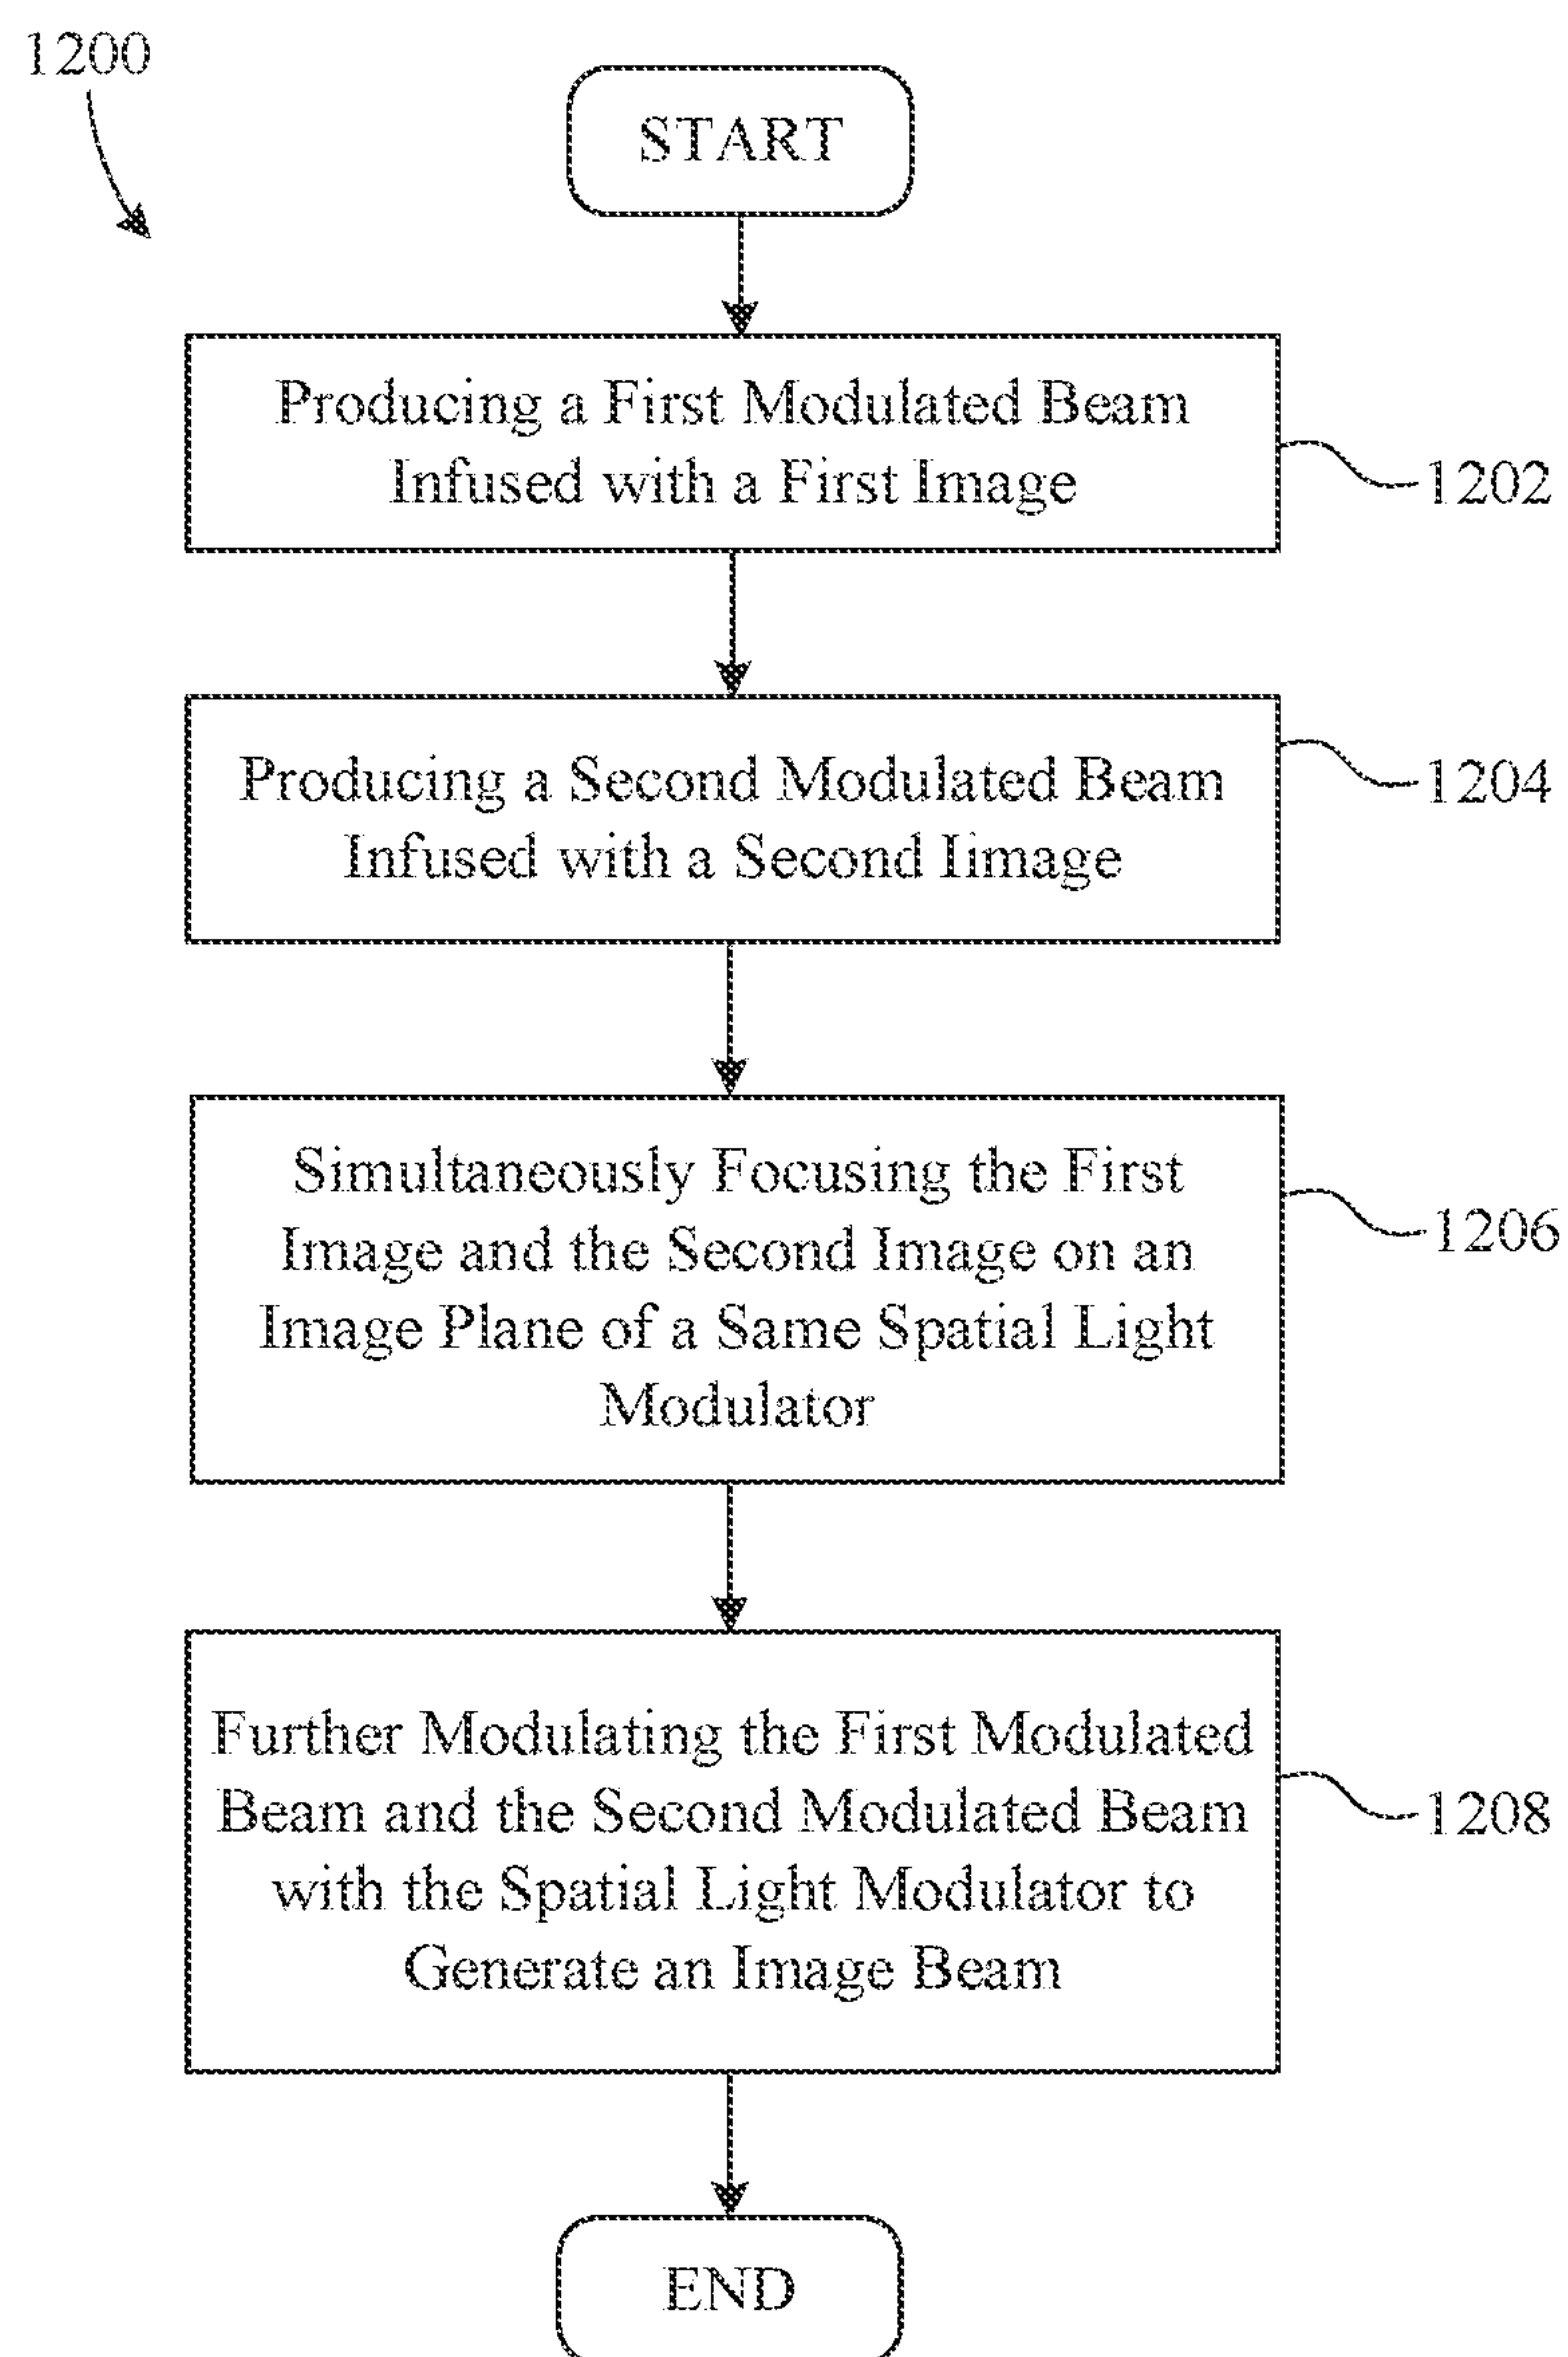 1200
START
Producing a First Modulated Beam
Infused with a First Image
1202
Producing a Second Modulated Beam
Infused with a Second Iimage
1204
Simultaneously Focusing the First
Image and the Second Image on an
Image Plane of a Same Spatial Light
Modulator
1206
Further Modulating the First Modulated
Beam and the Second Modulated Beam
with the Spatial Light Modulator to
Generate an Image Beam
1208
END